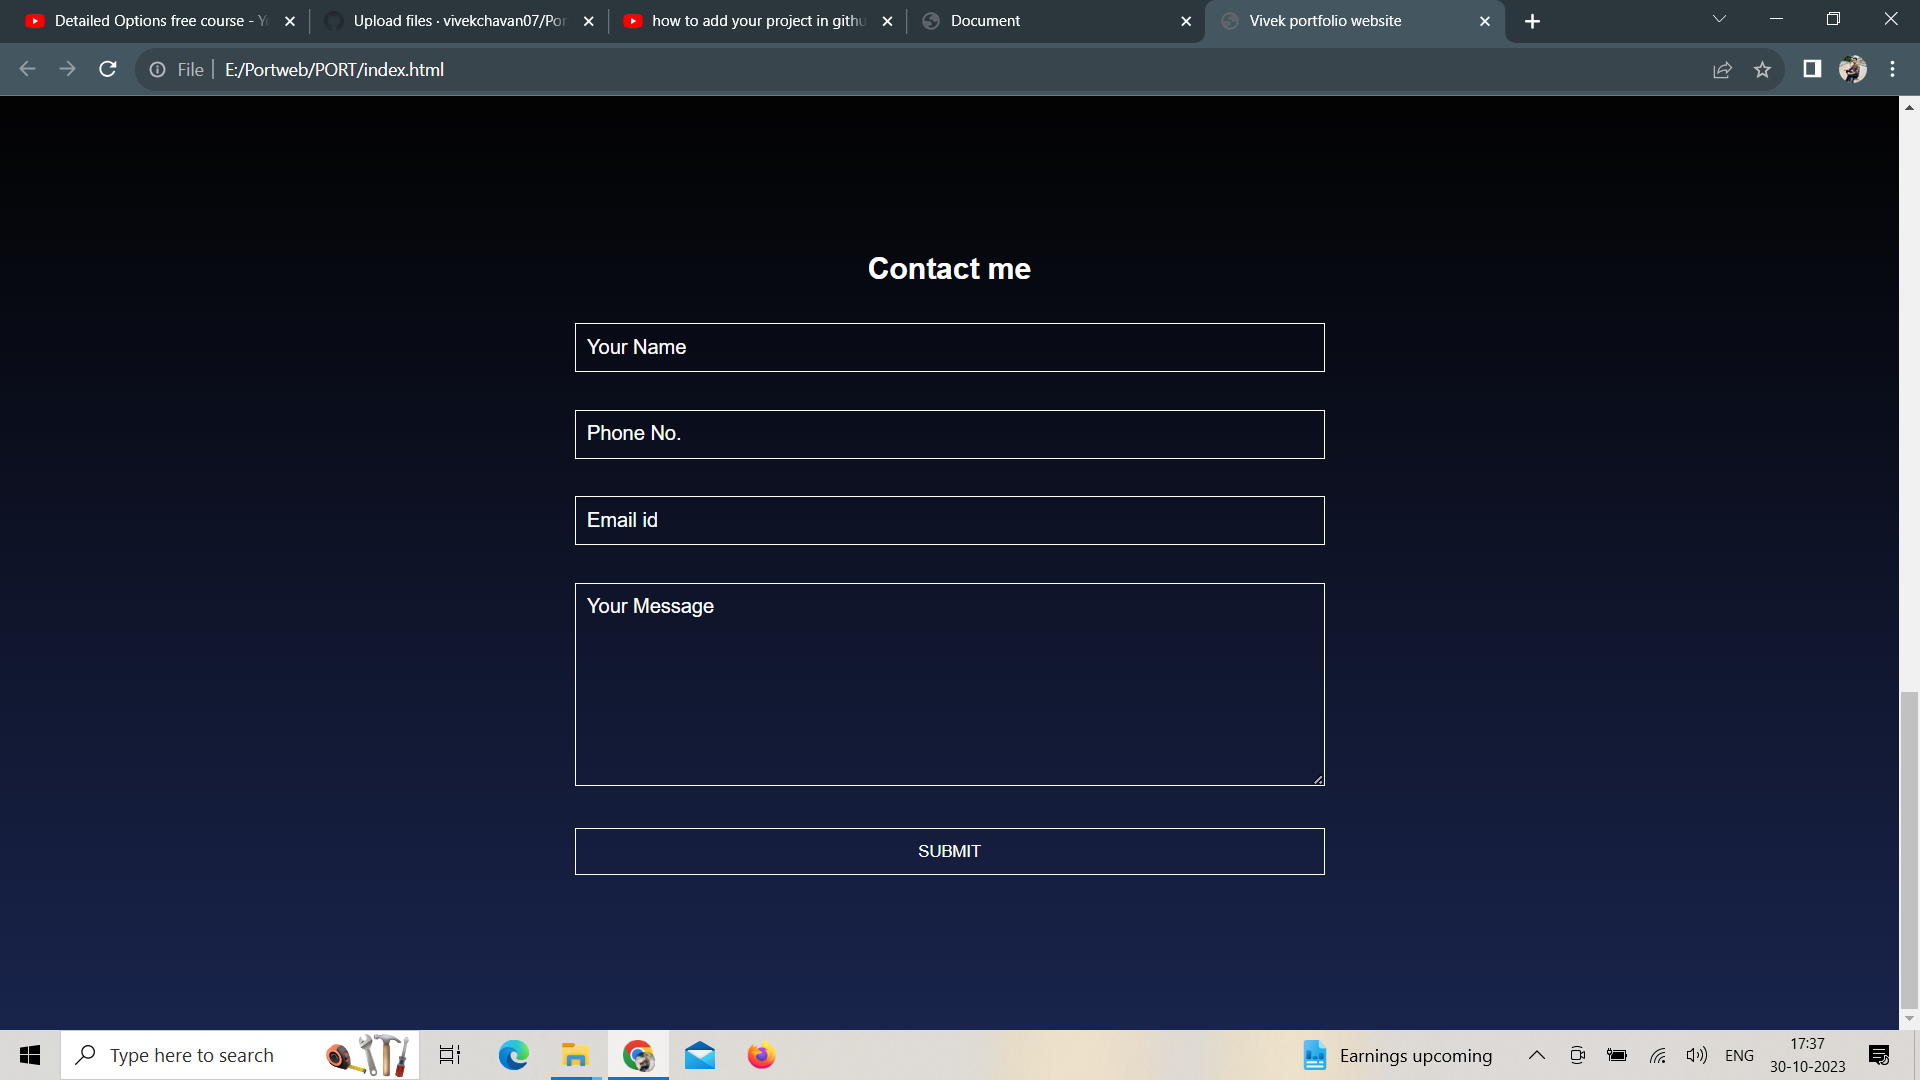 Detailed Options free course - Yo
Upload files · vivekchavan07/Por
how to add your project in githu
Document
Vivek portfolio website
File
E:/Portweb/PORT/index.html
Contact me
Your Name
Phone No.
Email id
Your Message
SUBMIT
Type here to search
Earnings upcoming
ENG
17:37
30-10-2023